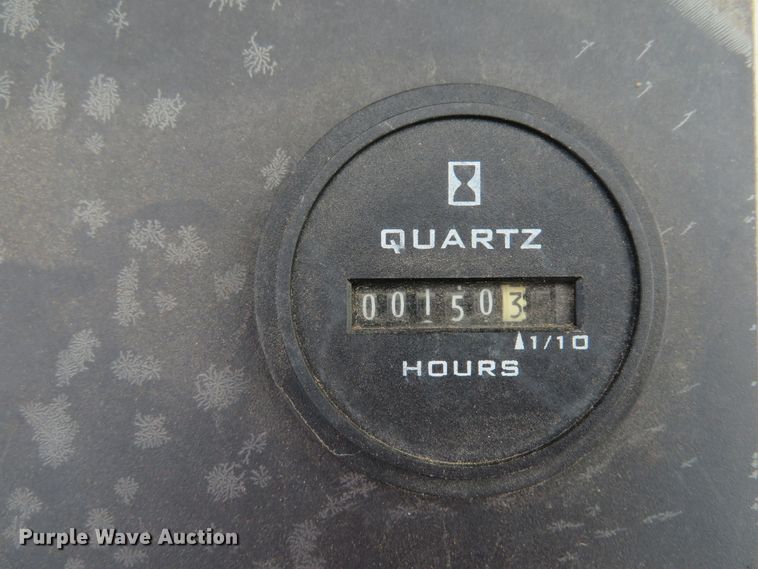 QUARTZ
001503
1/10
HOURS
Purple Wave Auction